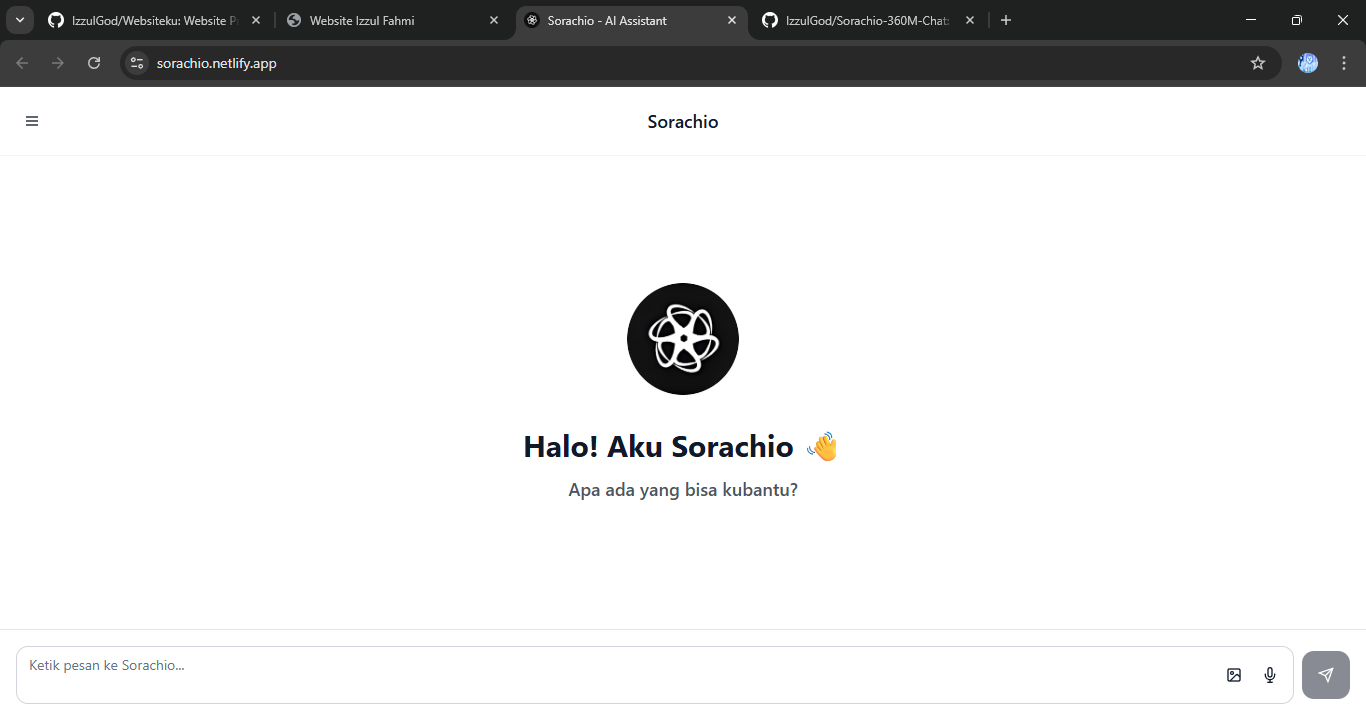 IzzulGod/Websiteku: Website P
Website Izzul Fahmi
Sorachio - AI Assistant
IzzulGod/Sorachio-360M-Chat:
sorachio.netlify.app
Sorachio
Halo! Aku Sorachio 👋
Apa ada yang bisa kubantu?
Ketik pesan ke Sorachio...